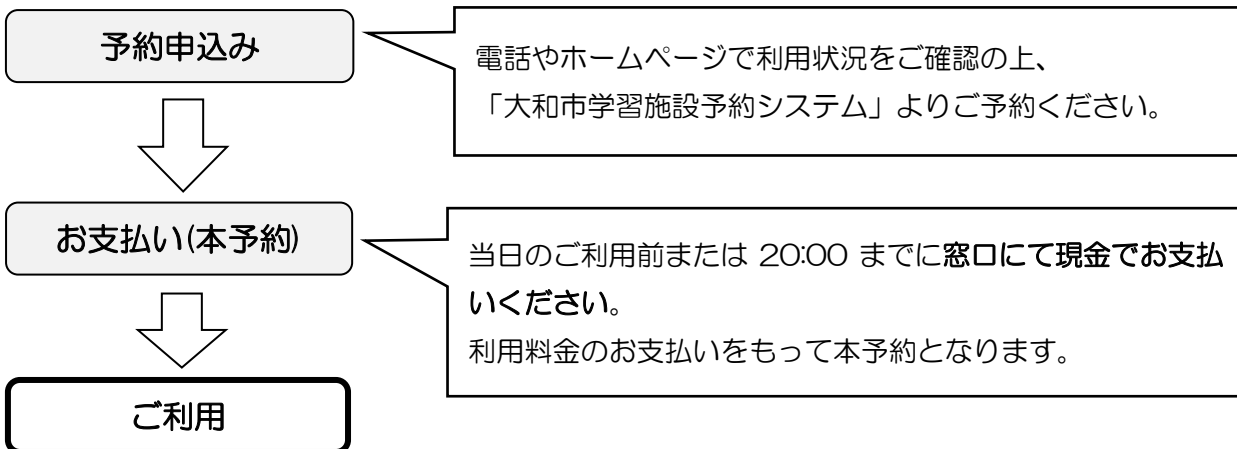 予約申込み
電話やホームページで利用状況をご確認の上、
「大和市学習施設予約システム」よりご予約ください。
お支払い(本予約)
当日のご利用前または 20:00 までに窓口にて現金でお支払
いください。
利用料金のお支払いをもって本予約となります。
ご利用